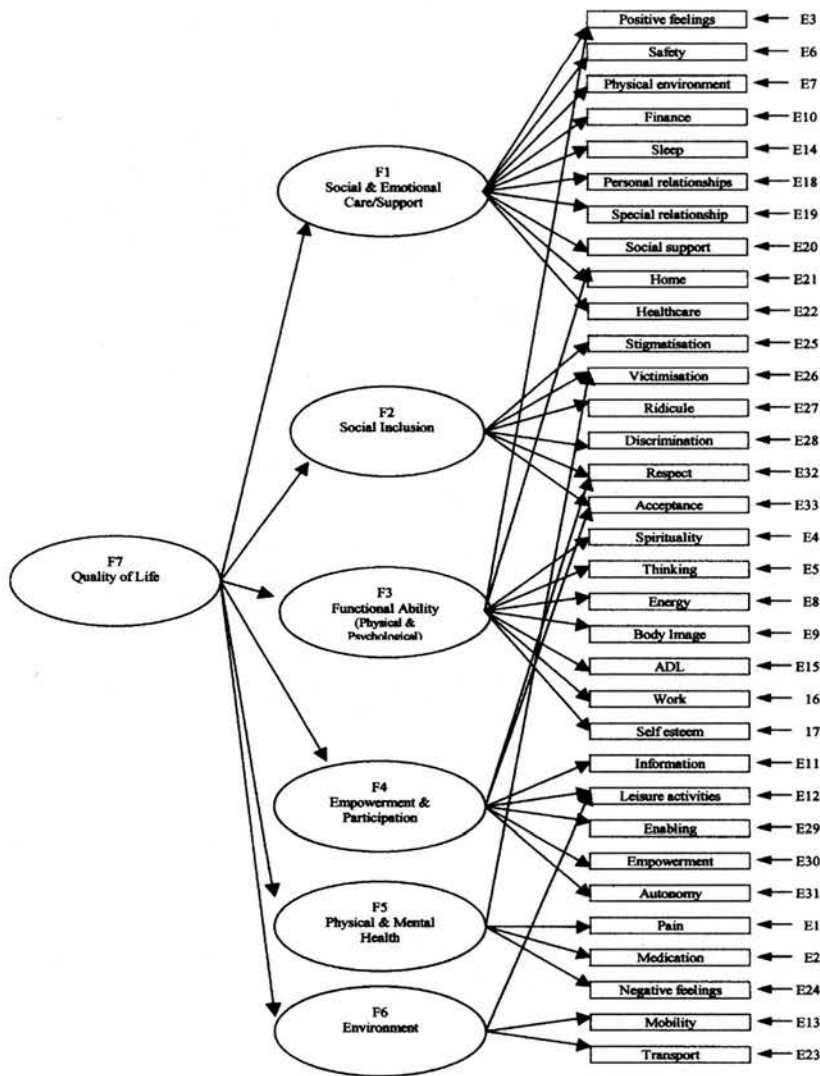 Positive feelings E3
Safety E6
Physical environment E7
Finance E10
Sleep E14
Personal relationships E18
Special relationship E19
Social support E20
Home E21
Healthcare E22
Stigmatisation E25
Victimisation E26
Ridicule E27
Discrimination E28
Respect E32
Acceptance E33
Spirituality E4
Thinking E5
Energy E8
Body Image E9
ADL E15
Work 16
Self esteem 17
Information E11
Leisure activities E12
Enabling E29
Empowerment E30
Autonomy E31
Pain E1
Medication E2
Negative feelings E24
Mobility E13
Transport E23
F1
Social & Emotional
Care/Support
F2
Social Inclusion
F3
Functional Ability
(Physical &
Psychological)
F4
Empowerment &
Participation
F5
Physical & Mental
Health
F6
Environment
F7
Quality of Life